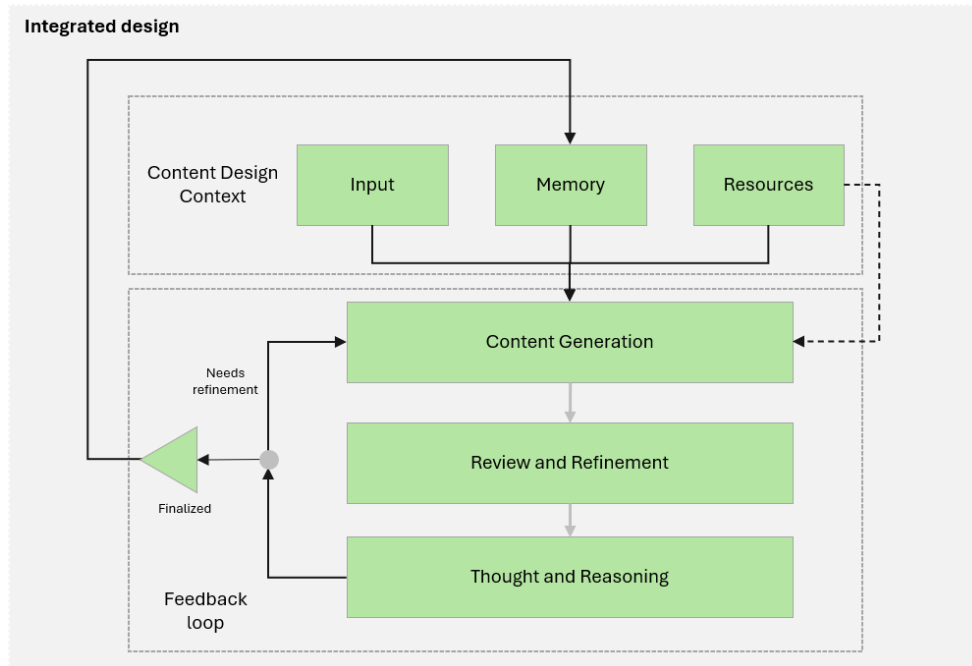 Integrated design
Content Design
Context
Input
Memory
Resources
Content Generation
Needs
refinement
Review and Refinement
Finalized
Thought and Reasoning
Feedback
loop